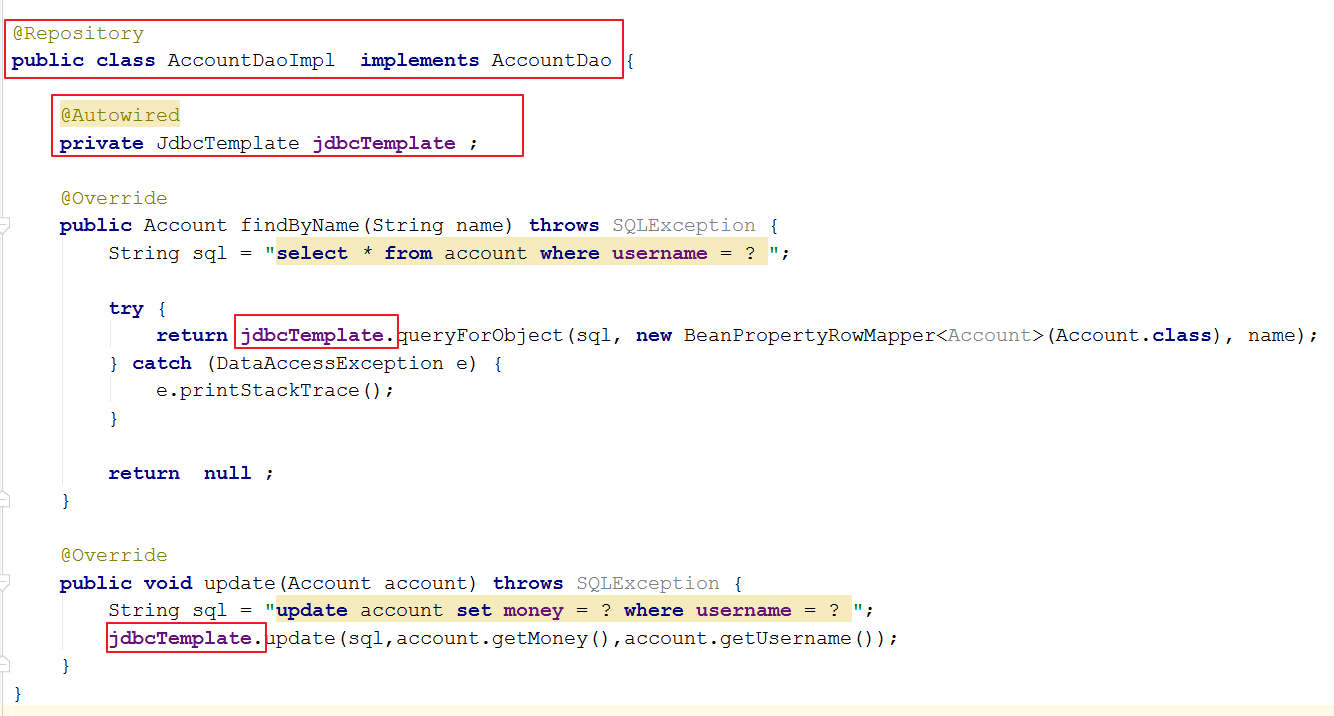 @Repository
public class AccountDaoImpl  implements AccountDao {
@Autowired
private JdbcTemplate jdbcTemplate ;
@Override
public Account findByName(String name) throws SQLException {
String sql = "select * from account where username = ? ";
try {
return jdbcTemplate.queryForObject(sql, new BeanPropertyRowMapper<Account>(Account.class), name);
} catch (DataAccessException e) {
e.printStackTrace();
}
return  null ;
}
@Override
public void update(Account account) throws SQLException {
String sql = "update account set money = ? where username = ? ";
jdbcTemplate.update(sql,account.getMoney(),account.getUsername());
}
}